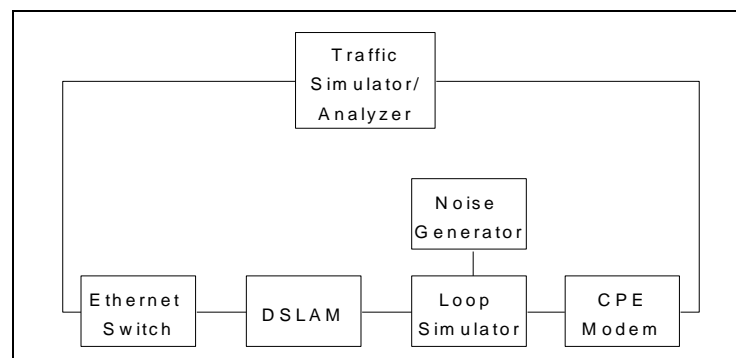 Traffic
Simulator/
Analyzer
Noise
Generator
Ethernet
Switch
DSLAM
Loop
Simulator
CPE
Modem